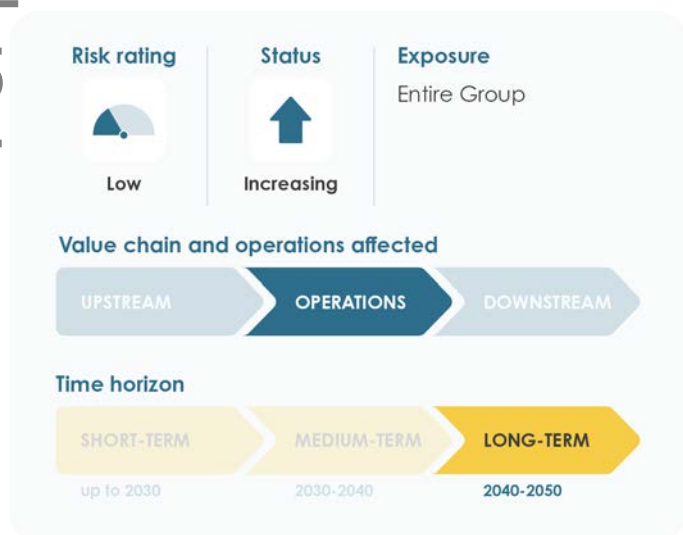 Risk rating
Status
Exposure
Entire Group
Low
Increasing
Value chain and operations affected
UPSTREAM
OPERATIONS
DOWNSTREAM
Time horizon
SHORT-TERM
MEDIUM-TERM
LONG-TERM
up to 2030
2030-2040
2040-2050